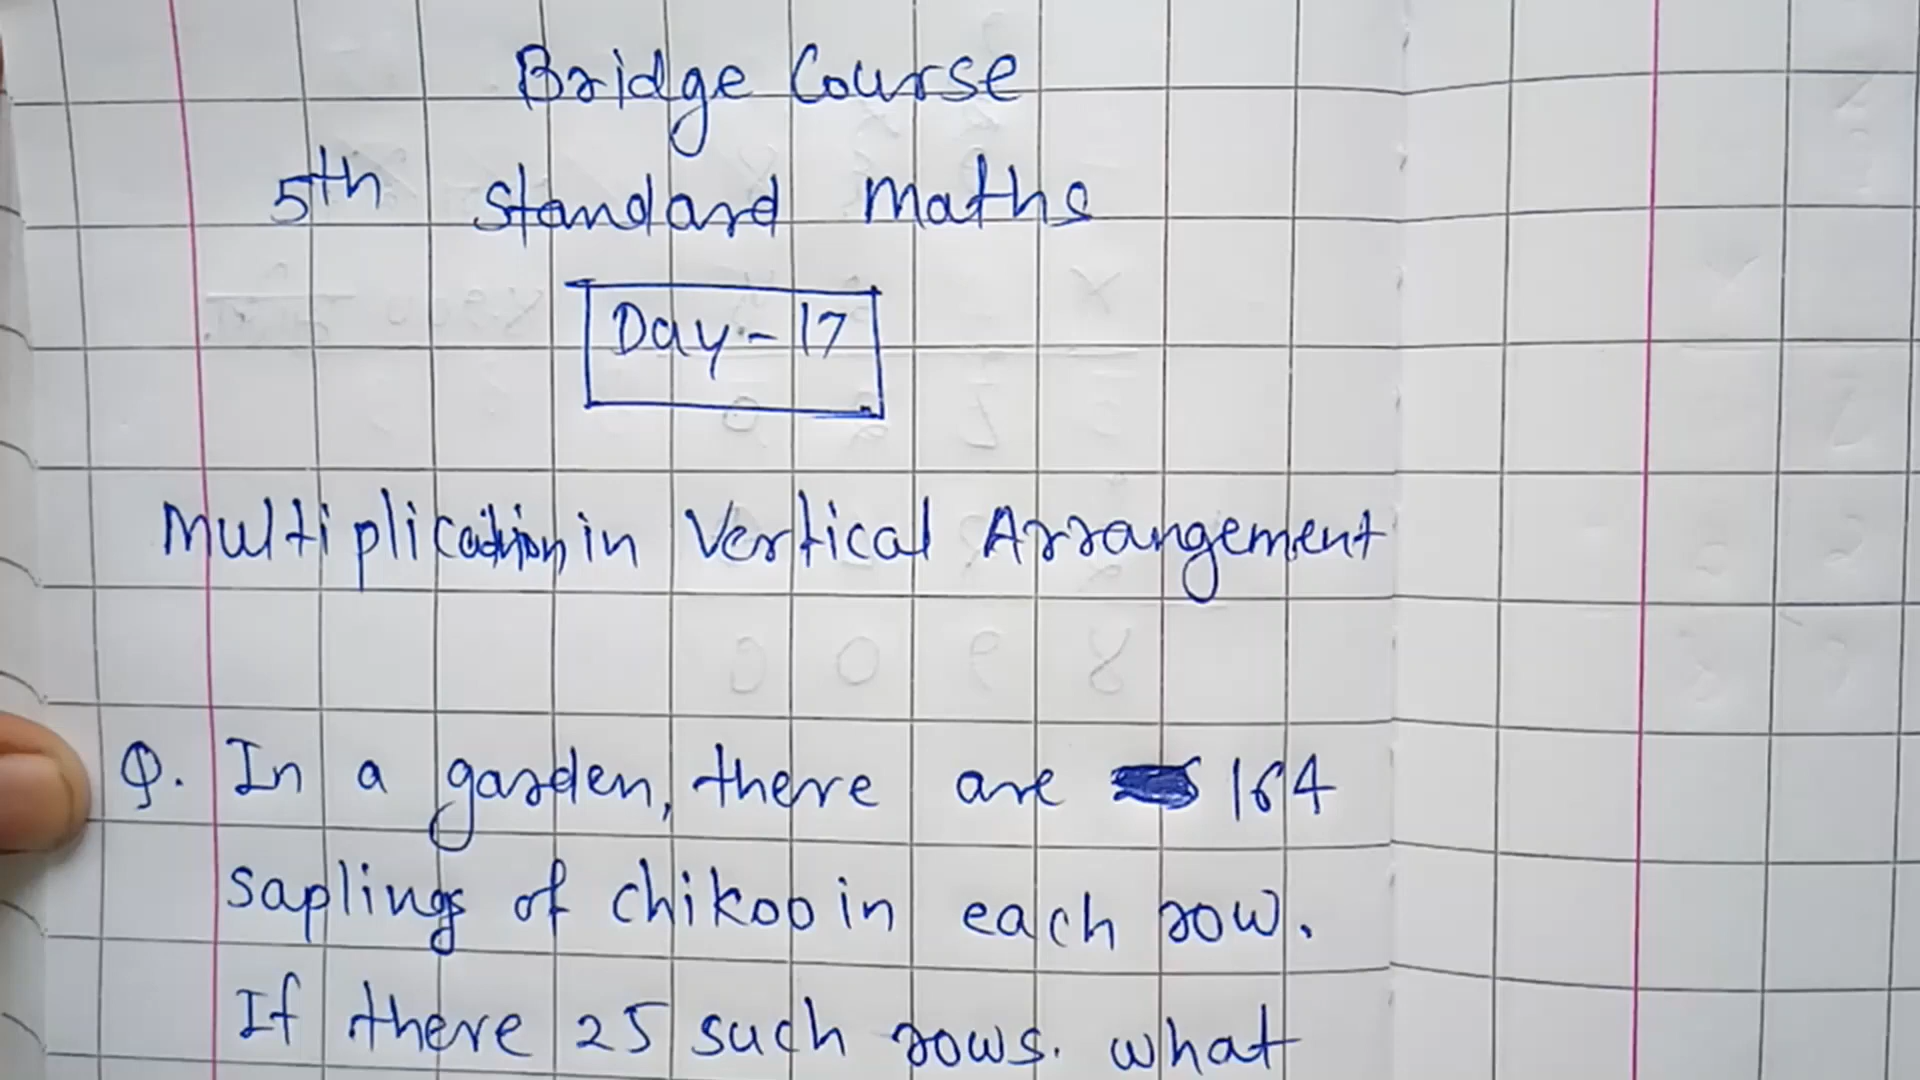 Bridge Course
5th Standard Maths
Day - 17
Multiplication in Vertical Arrangement
Q. In a garden, there are 164
saplings of chikoo in each row.
If there 25 such rows. what